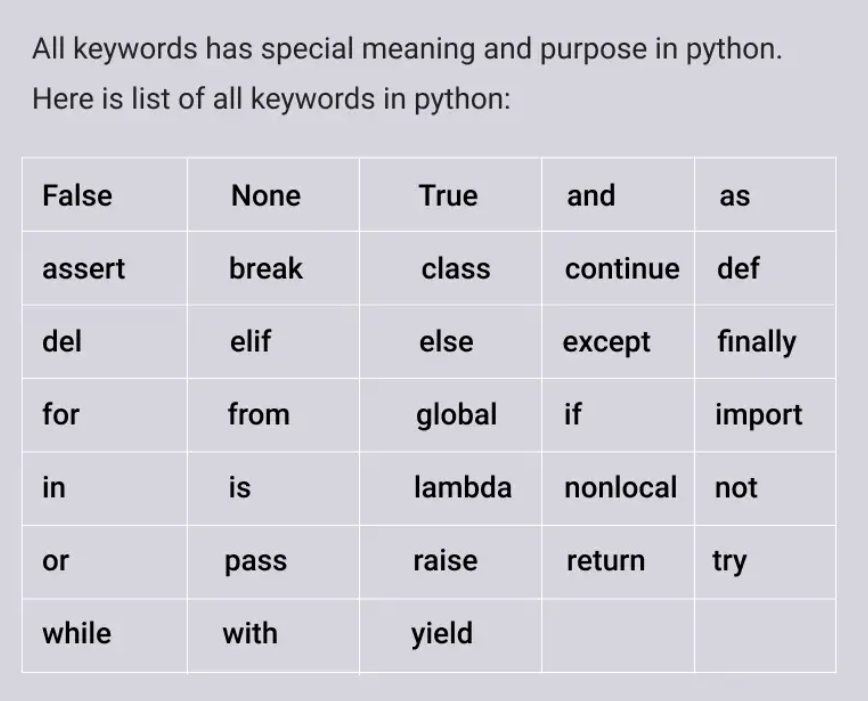 All keywords has special meaning and purpose in python.
Here is list of all keywords in python:
False None True and as
assert break class continue def
del elif else except finally
for from global if import
in is lambda nonlocal not
or pass raise return try
while with yield